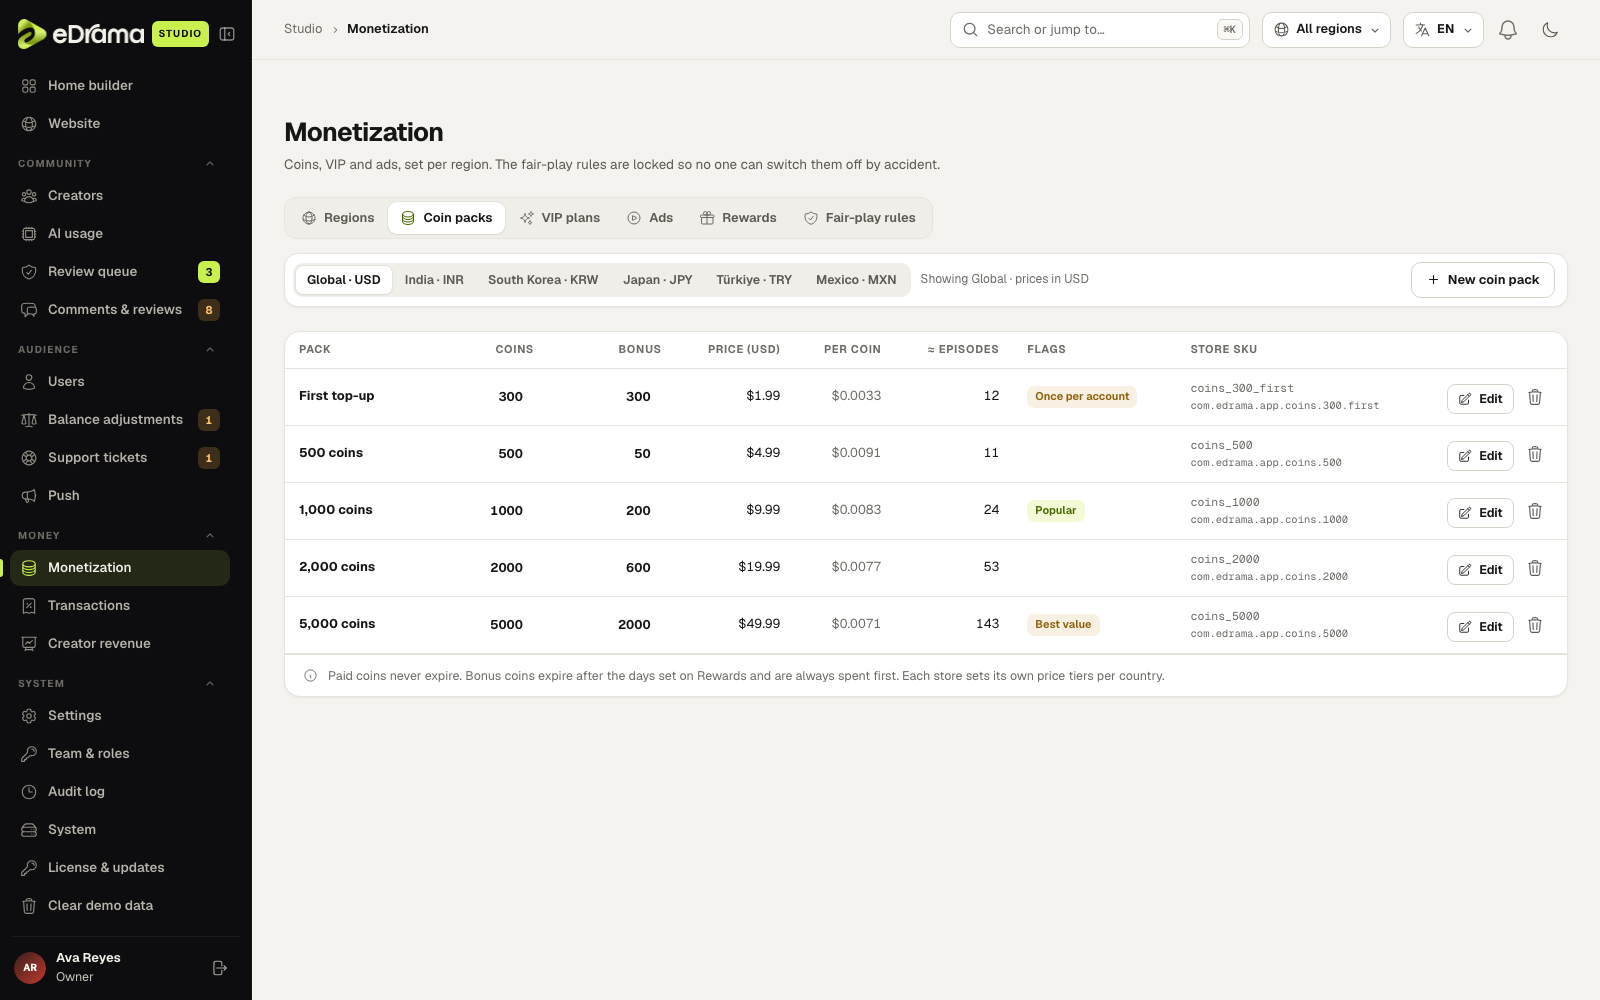 eDrama STUDIO
Home builder
Website
COMMUNITY
Creators
AI usage
Review queue 3
Comments & reviews 8
AUDIENCE
Users
Balance adjustments 1
Support tickets 1
Push
MONEY
Monetization
Transactions
Creator revenue
SYSTEM
Settings
Team & roles
Audit log
System
License & updates
Clear demo data
AR
Ava Reyes
Owner
Studio › Monetization
Search or jump to… ⌘K
All regions
EN
Monetization
Coins, VIP and ads, set per region. The fair-play rules are locked so no one can switch them off by accident.
Regions Coin packs VIP plans Ads Rewards Fair-play rules
Global · USD India · INR South Korea · KRW Japan · JPY Türkiye · TRY Mexico · MXN Showing Global · prices in USD + New coin pack
PACK COINS BONUS PRICE (USD) PER COIN ≈ EPISODES FLAGS STORE SKU
First top-up 300 300 $1.99 $0.0033 12 Once per account coins_300_first Edit
com.edrama.app.coins.300.first
500 coins 500 50 $4.99 $0.0091 11 coins_500 Edit
com.edrama.app.coins.500
1,000 coins 1000 200 $9.99 $0.0083 24 Popular coins_1000 Edit
com.edrama.app.coins.1000
2,000 coins 2000 600 $19.99 $0.0077 53 coins_2000 Edit
com.edrama.app.coins.2000
5,000 coins 5000 2000 $49.99 $0.0071 143 Best value coins_5000 Edit
com.edrama.app.coins.5000
Paid coins never expire. Bonus coins expire after the days set on Rewards and are always spent first. Each store sets its own price tiers per country.